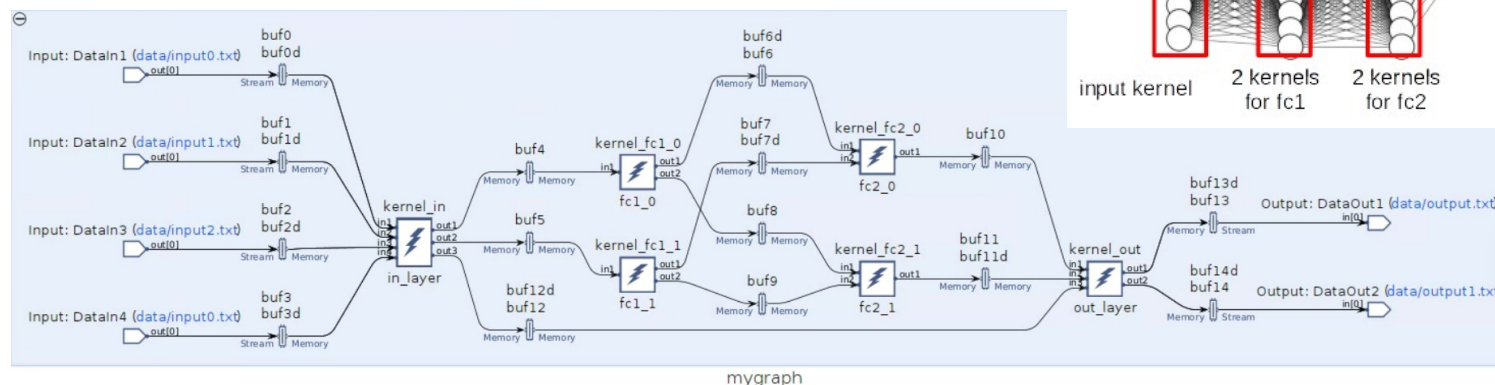 Input: DataIn1 (data/input0.txt)
out[0]
buf0
buf0d
Stream Memory
Input: DataIn2 (data/input1.txt)
out[0]
buf1
buf1d
Stream Memory
Input: DataIn3 (data/input2.txt)
out[0]
buf2
buf2d
Stream Memory
Input: DataIn4 (data/input0.txt)
out[0]
buf3
buf3d
Stream Memory
kernel_in
in1
in2
in3
out1
out2
out3
in_layer
buf4
Memory Memory
buf5
Memory Memory
buf12d
buf12
Memory Memory
kernel_fc1_0
in1
out1
out2
fc1_0
kernel_fc1_1
in1
out1
out2
fc1_1
buf6d
buf6
Memory Memory
buf7
buf7d
Memory Memory
buf8
Memory Memory
buf9
Memory Memory
kernel_fc2_0
in1
in2
out1
fc2_0
kernel_fc2_1
in1
in2
out1
fc2_1
buf10
Memory Memory
buf11
buf11d
Memory Memory
kernel_out
in1
out1
out2
out_layer
buf13d
buf13
Memory Stream
Output: DataOut1 (data/output.txt)
in[0]
buf14d
buf14
Memory Stream
Output: DataOut2 (data/output1.tx
in[0]
mygraph
input kernel
2 kernels
for fc1
2 kernels
for fc2